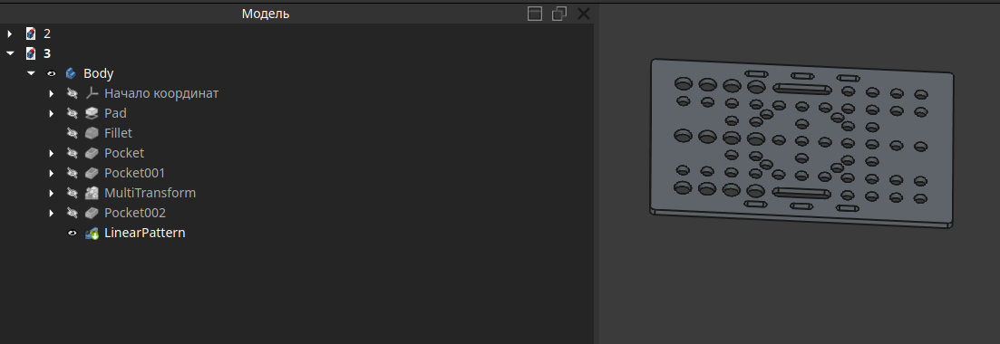 Модель
2
3
Body
Начало координат
Pad
Fillet
Pocket
Pocket001
MultiTransform
Pocket002
LinearPattern